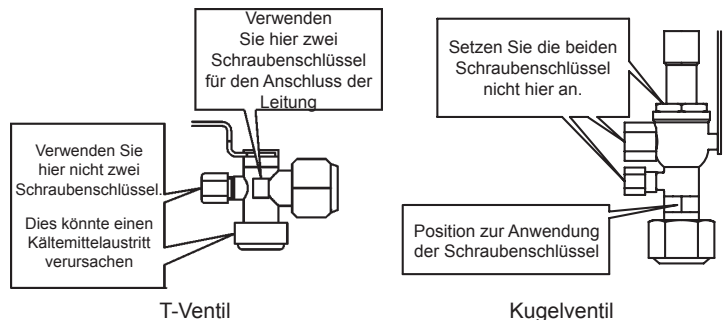 Verwenden
Sie hier zwei
Schraubenschlüssel
für den Anschluss der
Leitung
Verwenden Sie
hier nicht zwei
Schraubenschlüssel.
Dies könnte einen
Kältemittelaustritt
verursachen
T-Ventil
Setzen Sie die beiden
Schraubenschlüssel
nicht hier an.
Position zur Anwendung
der Schraubenschlüssel
Kugelventil